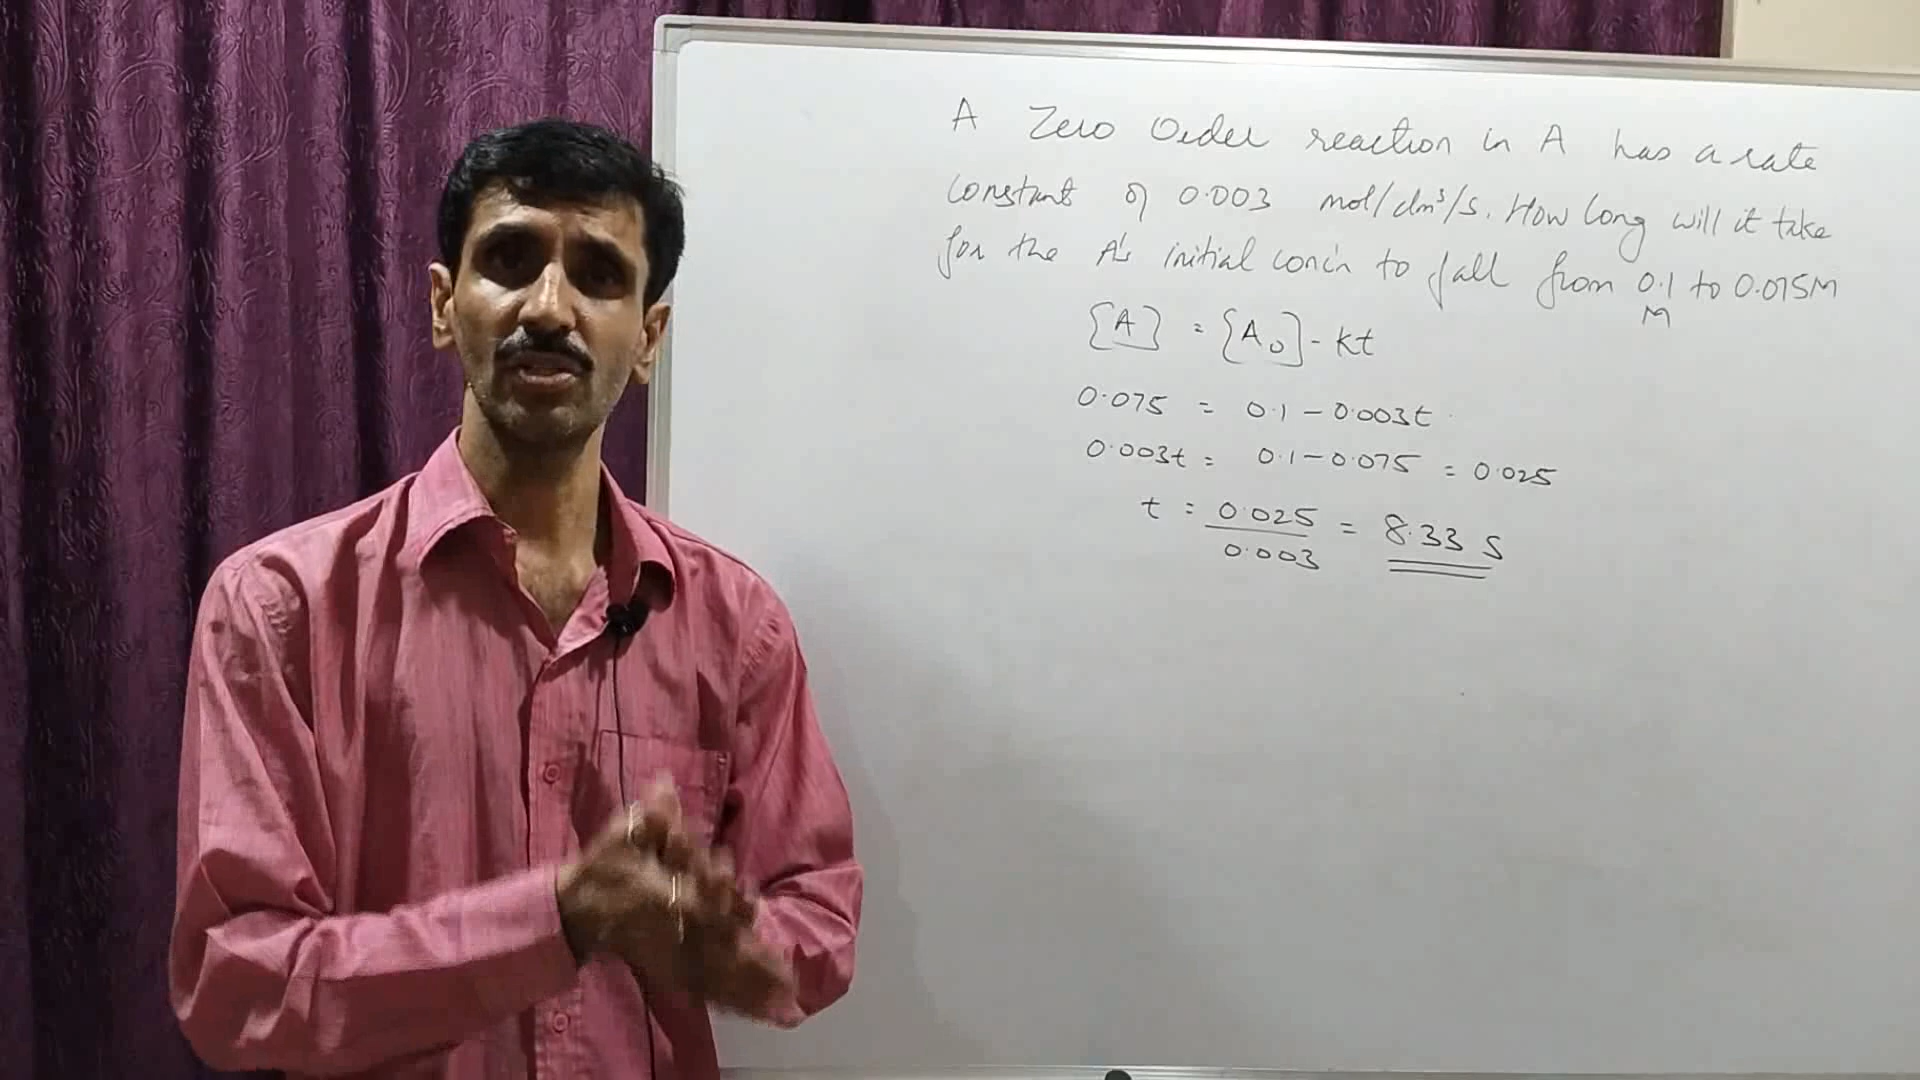 A Zero Order reaction in A has a rate
constant of 0.003 mol/dm³/s. How long will it take
for the A's initial conc'n to fall from 0.1 to 0.075M
M
[A] = [A₀] - kt
0.075 = 0.1 - 0.003t
0.003t = 0.1 - 0.075 = 0.025
t = 0.025/0.003 = 8.33 s